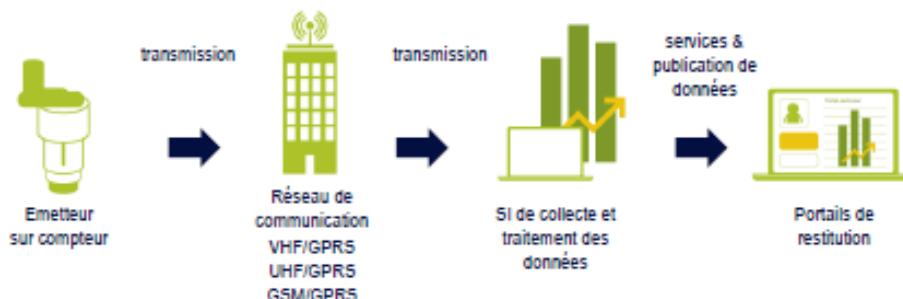 transmission
transmission
services &
publication de
données
Emetteur
sur compteur
Réseau de
communication
VHF/GPRS
UHF/GPRS
GSM/GPRS
SI de collecte et
traitement des
données
Portails de
restitution